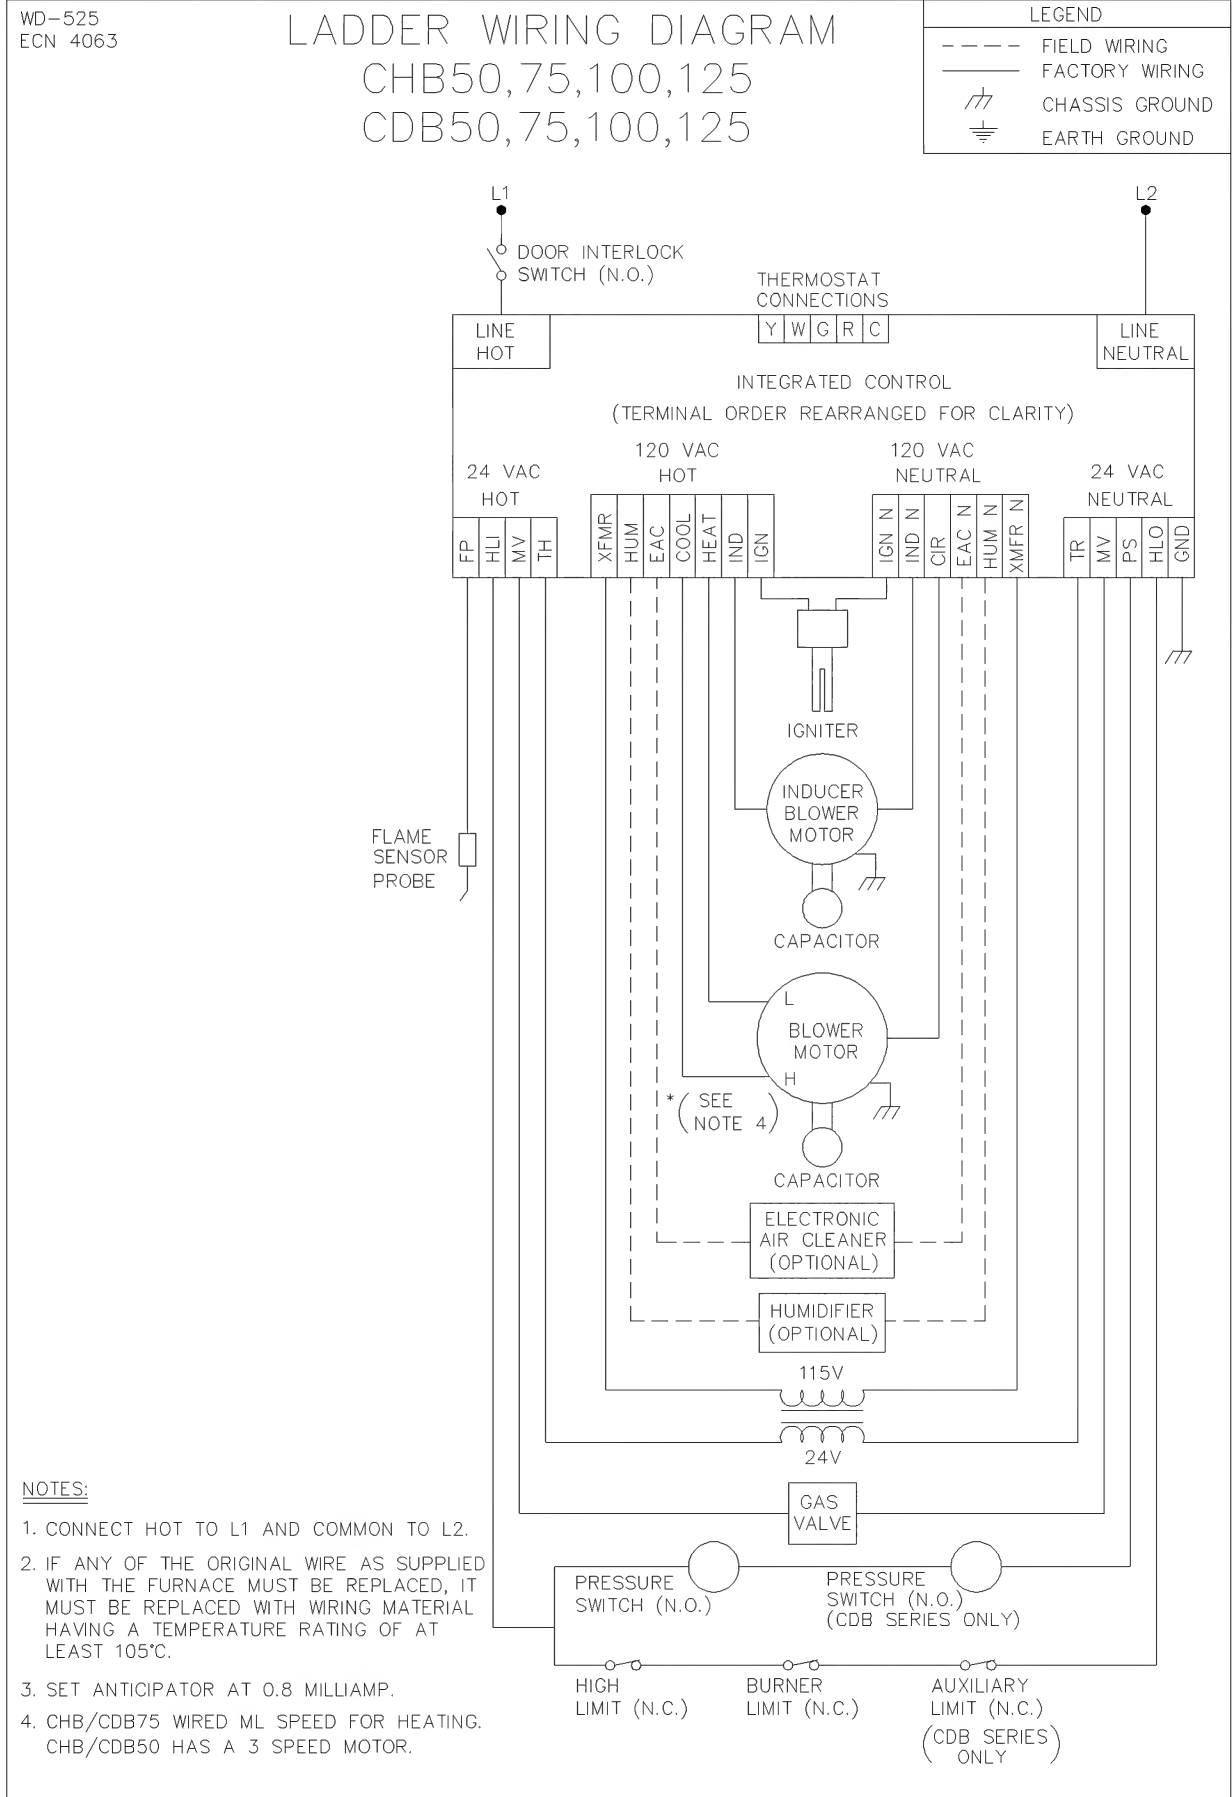 WD-525
ECN 4063
LADDER WIRING DIAGRAM
CHB50,75,100,125
CDB50,75,100,125
LEGEND
FIELD WIRING
FACTORY WIRING
CHASSIS GROUND
EARTH GROUND
L1
L2
DOOR INTERLOCK
SWITCH (N.O.)
THERMOSTAT
CONNECTIONS
Y W G R C
LINE
HOT
LINE
NEUTRAL
INTEGRATED CONTROL
(TERMINAL ORDER REARRANGED FOR CLARITY)
24 VAC
HOT
120 VAC
HOT
120 VAC
NEUTRAL
24 VAC
NEUTRAL
FP
HLI
MV
TH
XFMR
HUM
EAC
COOL
HEAT
IND
IGN
IGN N
IND N
CIR
EAC N
HUM N
XMFR N
TR
MV
PS
HLO
GND
IGNITER
INDUCER
BLOWER
MOTOR
FLAME
SENSOR
PROBE
CAPACITOR
L
BLOWER
MOTOR
H
*(SEE
NOTE 4)
CAPACITOR
ELECTRONIC
AIR CLEANER
(OPTIONAL)
HUMIDIFIER
(OPTIONAL)
115V
24V
GAS
VALVE
PRESSURE
SWITCH (N.O.)
PRESSURE
SWITCH (N.O.)
(CDB SERIES ONLY)
HIGH
LIMIT (N.C.)
BURNER
LIMIT (N.C.)
AUXILIARY
LIMIT (N.C.)
(CDB SERIES
ONLY)
NOTES:
1. CONNECT HOT TO L1 AND COMMON TO L2.
2. IF ANY OF THE ORIGINAL WIRE AS SUPPLIED
WITH THE FURNACE MUST BE REPLACED, IT
MUST BE REPLACED WITH WIRING MATERIAL
HAVING A TEMPERATURE RATING OF AT
LEAST 105°C.
3. SET ANTICIPATOR AT 0.8 MILLIAMP.
4. CHB/CDB75 WIRED ML SPEED FOR HEATING.
CHB/CDB50 HAS A 3 SPEED MOTOR.